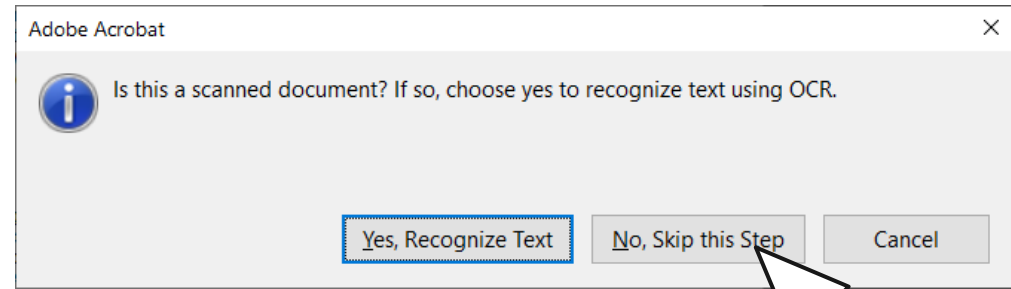 Adobe Acrobat
Is this a scanned document? If so, choose yes to recognize text using OCR.
Yes, Recognize Text
No, Skip this Step
Cancel